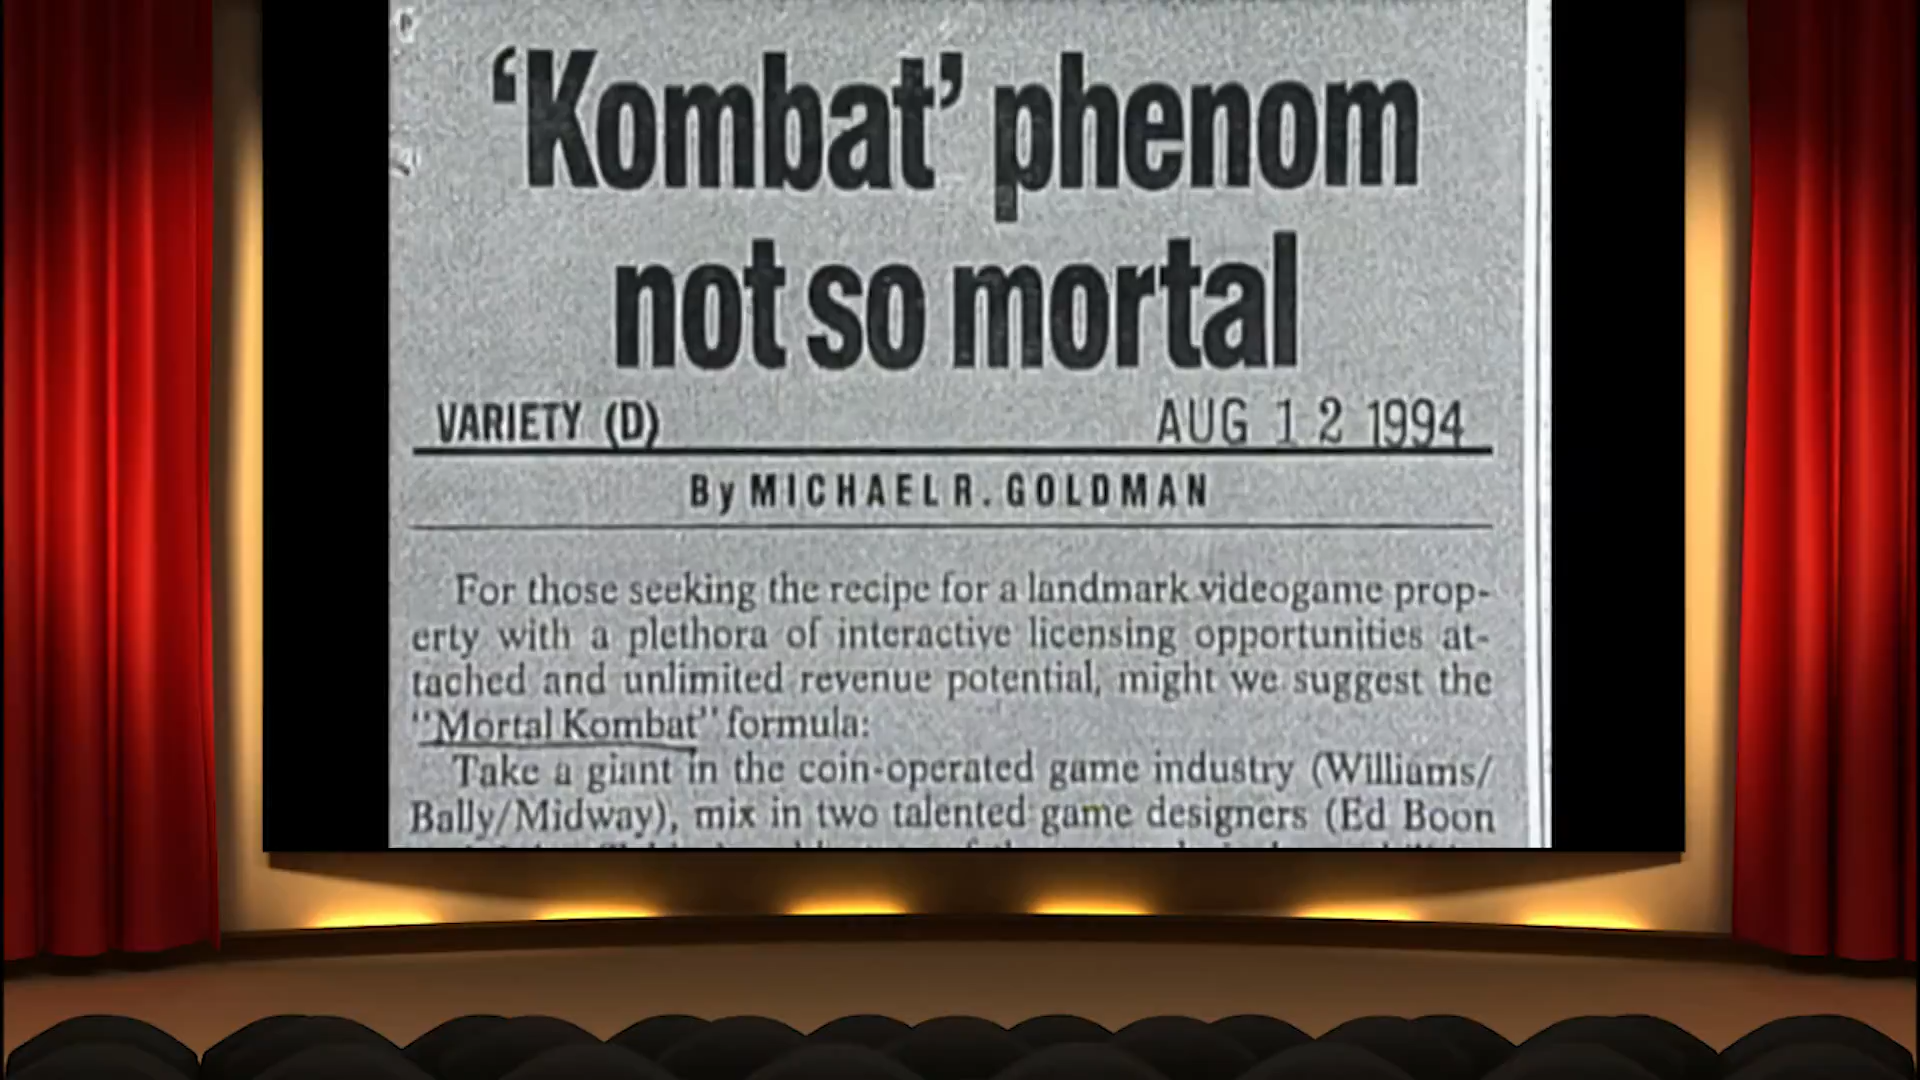 ‘Kombat’ phenom
not so mortal
VARIETY (D) AUG 12 1994
By MICHAEL R. GOLDMAN
For those seeking the recipe for a landmark videogame prop-
erty with a plethora of interactive licensing opportunities at-
tached and unlimited revenue potential, might we suggest the
"Mortal Kombat" formula:
Take a giant in the coin-operated game industry (Williams/
Bally/Midway), mix in two talented game designers (Ed Boon